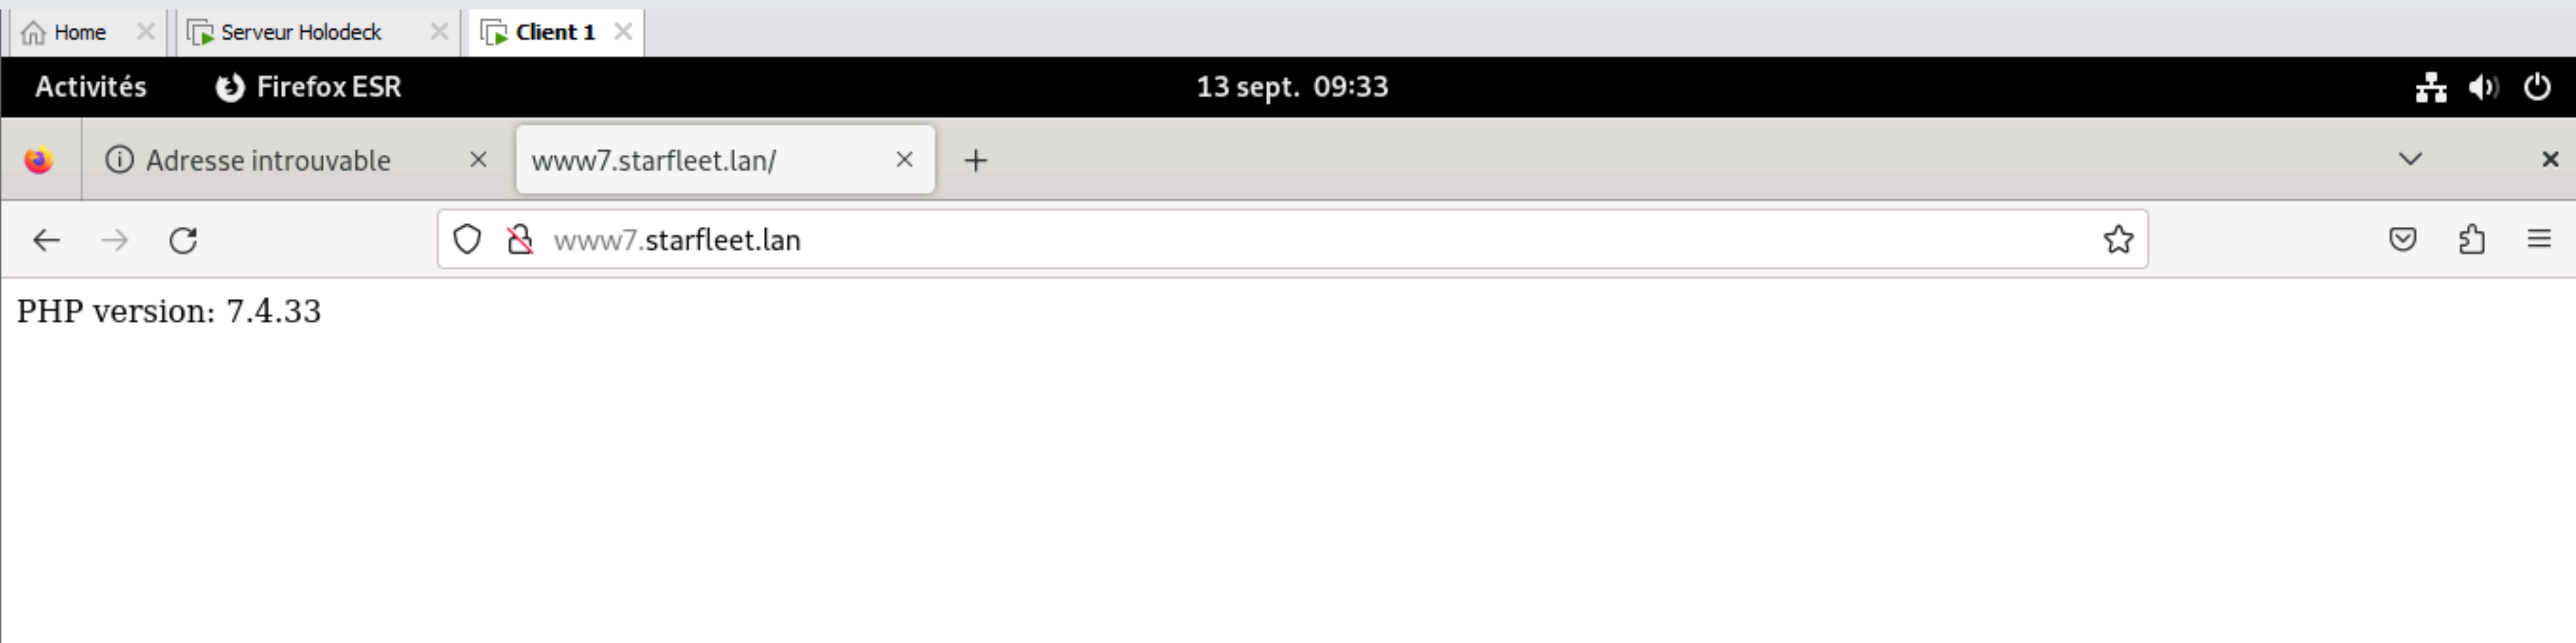 Home Serveur Holodeck Client 1
Activités Firefox ESR 13 sept. 09:33
Adresse introuvable www7.starfleet.lan/
www7.starfleet.lan
PHP version: 7.4.33